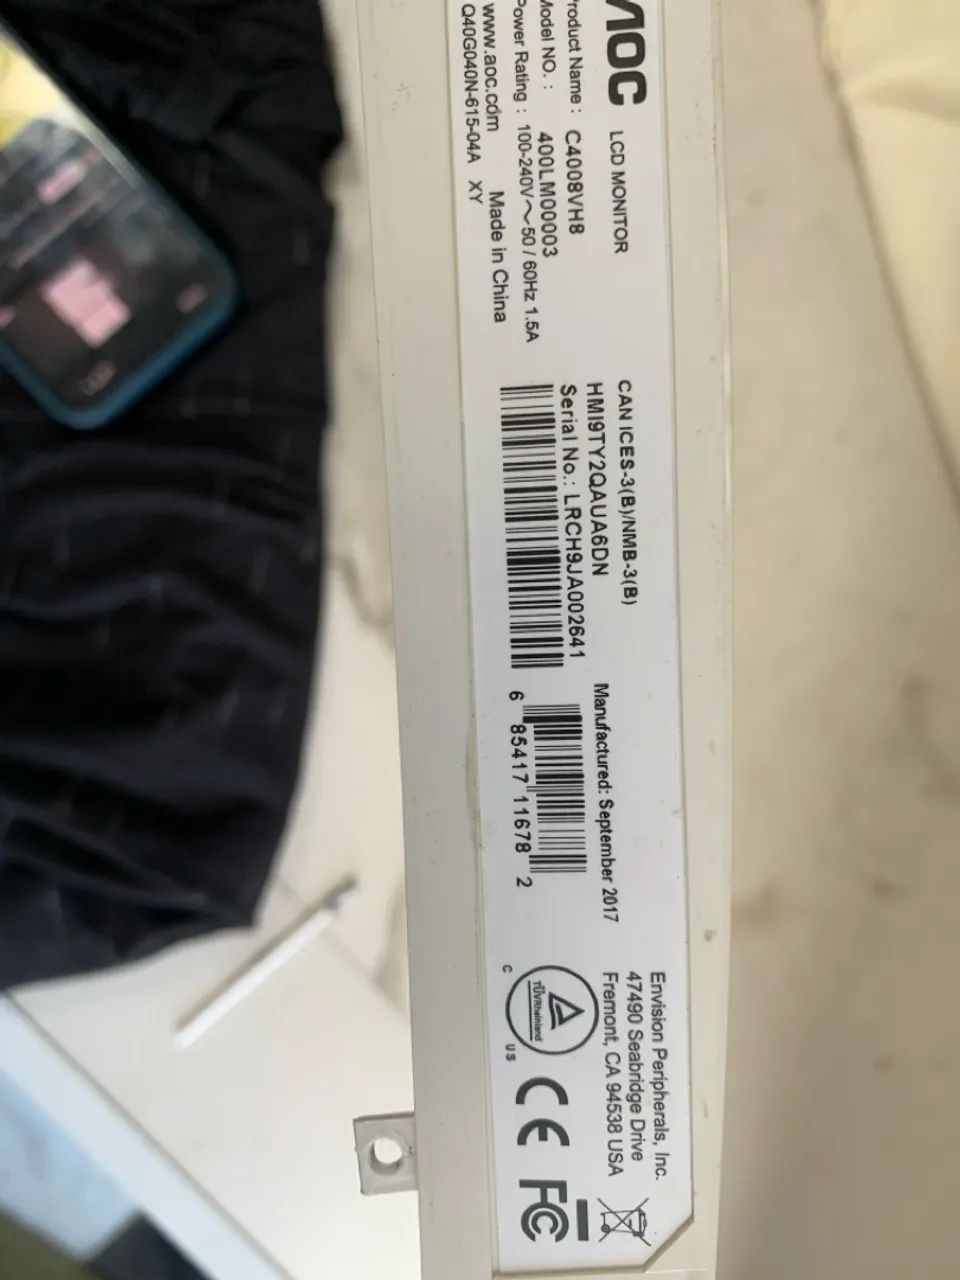 AOC LCD MONITOR
Product Name : C4008VH8
Model NO. : 400LM00003
Power Rating : 100-240V～50 / 60Hz 1.5A
www.aoc.com Made in China
Q40G040N-615-04A XY
CAN ICES-3(B)/NMB-3(B)
HMI9TY2QAUA6DN
Serial No.: LRCH9JA002641
Manufactured: September 2017
6 85417 11678 2
Envision Peripherals, Inc.
47490 Seabridge Drive
Fremont, CA 94538 USA
TÜVRheinland
C US
CE FC